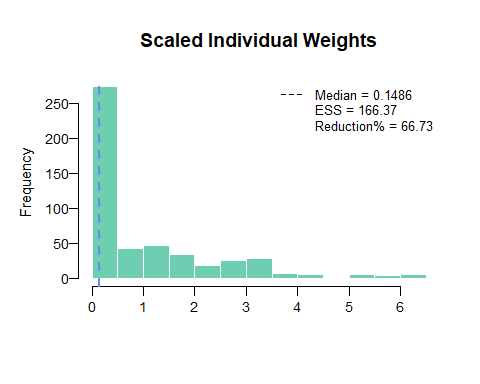 Scaled Individual Weights
Median = 0.1486
ESS = 166.37
Reduction% = 66.73
Frequency
250
200
150
100
50
0
0 1 2 3 4 5 6